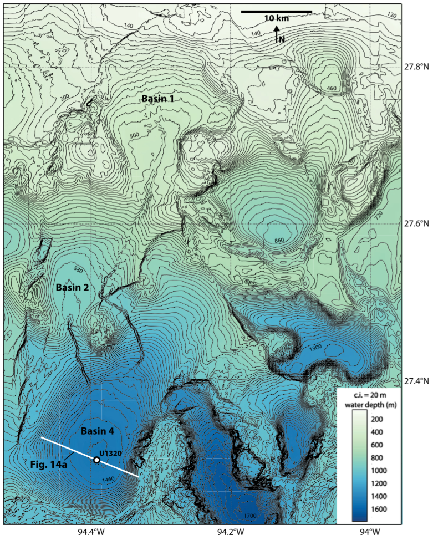 10 km
N
27.8°N
Basin 1
27.6°N
Basin 2
27.4°N
c.i. = 20 m
water depth (m)
200
400
600
800
1000
1200
1400
1600
Basin 4
U1320
Fig. 14a
94.4°W
94.2°W
94°W